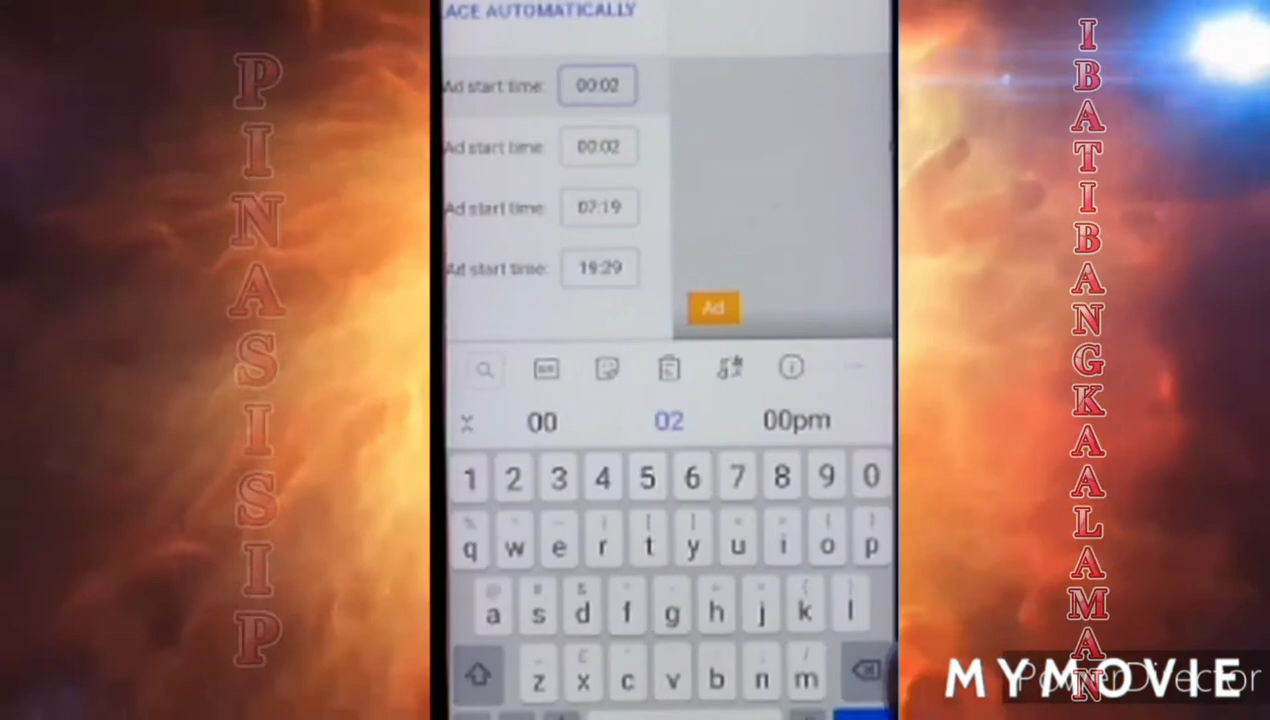 PINASISIP
LACE AUTOMATICALLY
Ad start time: 00:02
Ad start time: 00:02
Ad start time: 07:19
Ad start time: 19:29
Ad
GIF
00 02 00pm
1 2 3 4 5 6 7 8 9 0
q w e r t y u i o p
a s d f g h j k l
z x c v b n m
IBATIBANGKAALAMAN
MYMOVIE
PowerDirector